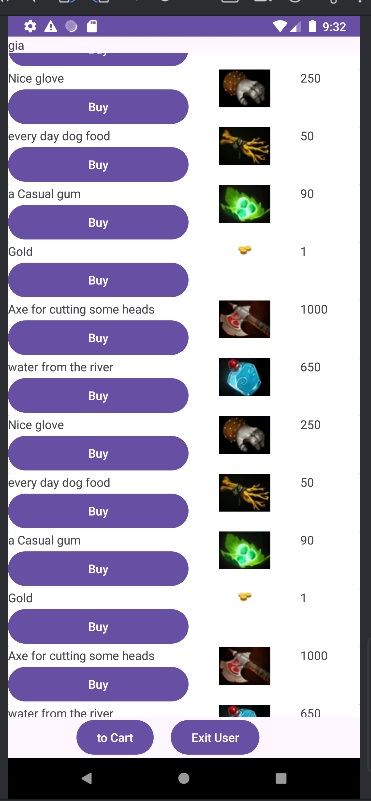 9:32
gia
Nice glove 250
Buy
every day dog food 50
Buy
a Casual gum 90
Buy
Gold 1
Buy
Axe for cutting some heads 1000
Buy
water from the river 650
Buy
Nice glove 250
Buy
every day dog food 50
Buy
a Casual gum 90
Buy
Gold 1
Buy
Axe for cutting some heads 1000
Buy
water from the river 650
to Cart Exit User